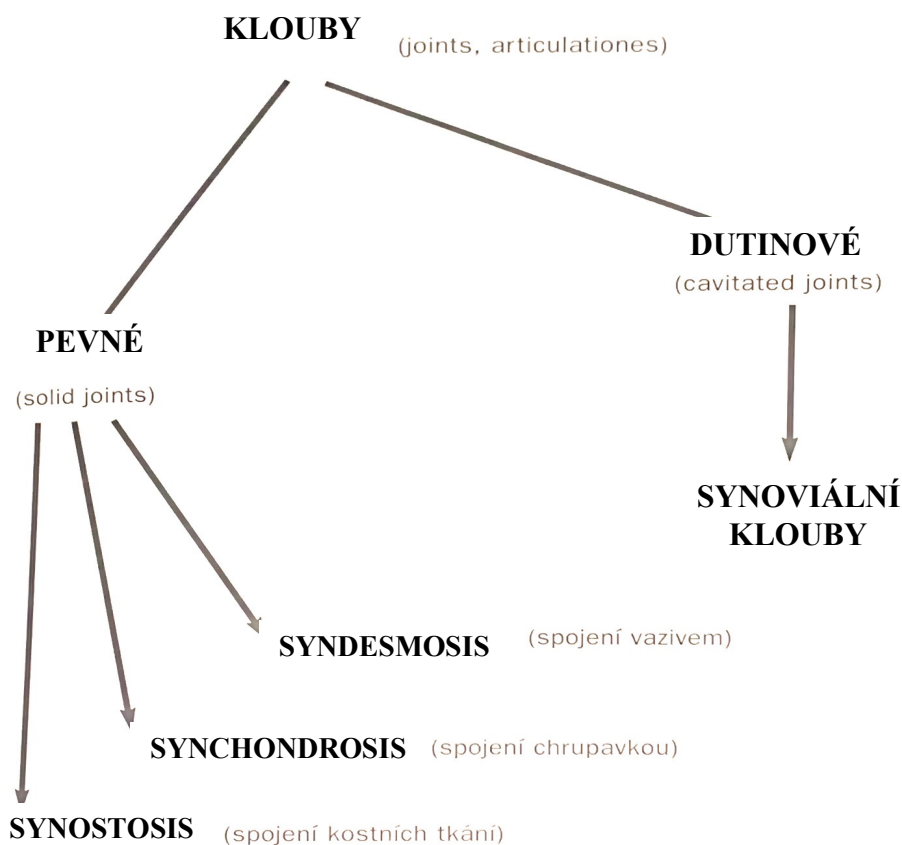 KLOUBY (joints, articulationes)
DUTINOVÉ
(cavitated joints)
PEVNÉ
(solid joints)
SYNOVIÁLNÍ
KLOUBY
SYNDESMOSIS (spojení vazivem)
SYNCHONDROSIS (spojení chrupavkou)
SYNOSTOSIS (spojení kostních tkání)